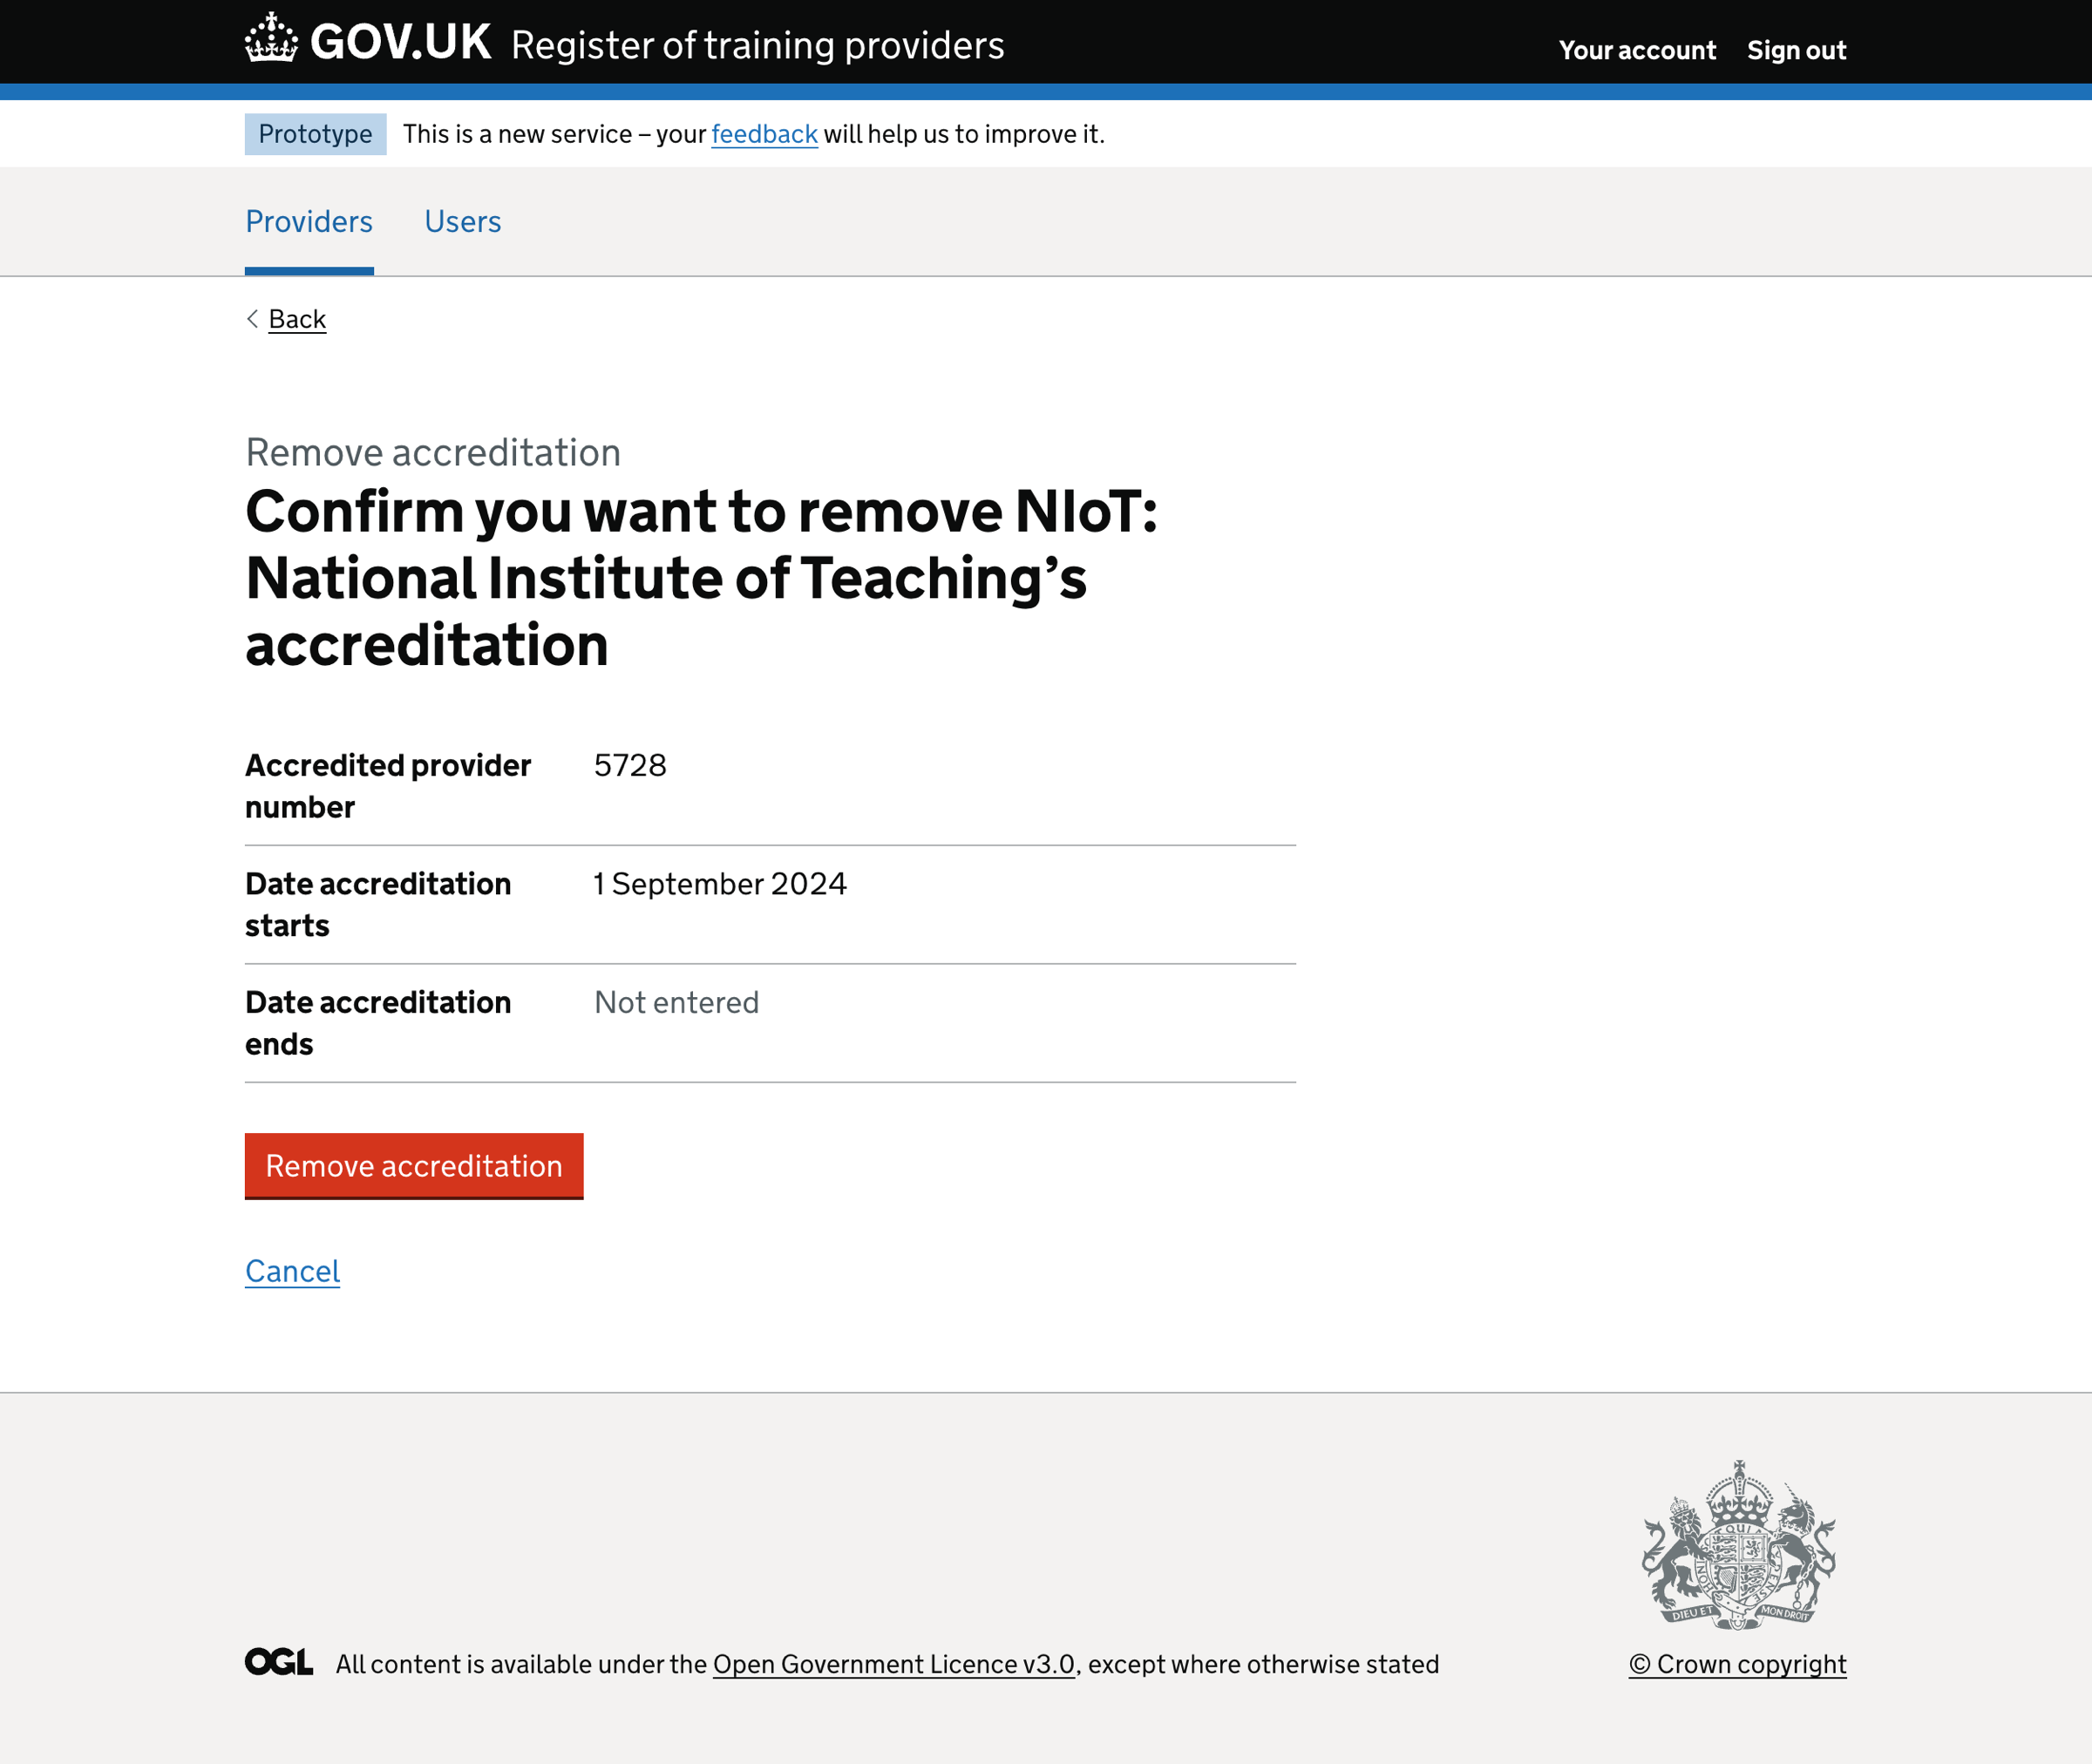 GOV.UK Register of training providers Your account Sign out
Prototype This is a new service – your feedback will help us to improve it.
Providers Users
Back
Remove accreditation
Confirm you want to remove NIoT:
National Institute of Teaching’s
accreditation
Accredited provider 5728
number
Date accreditation 1 September 2024
starts
Date accreditation Not entered
ends
Remove accreditation
Cancel
DIEU ET MON DROIT
OGL All content is available under the Open Government Licence v3.0, except where otherwise stated © Crown copyright